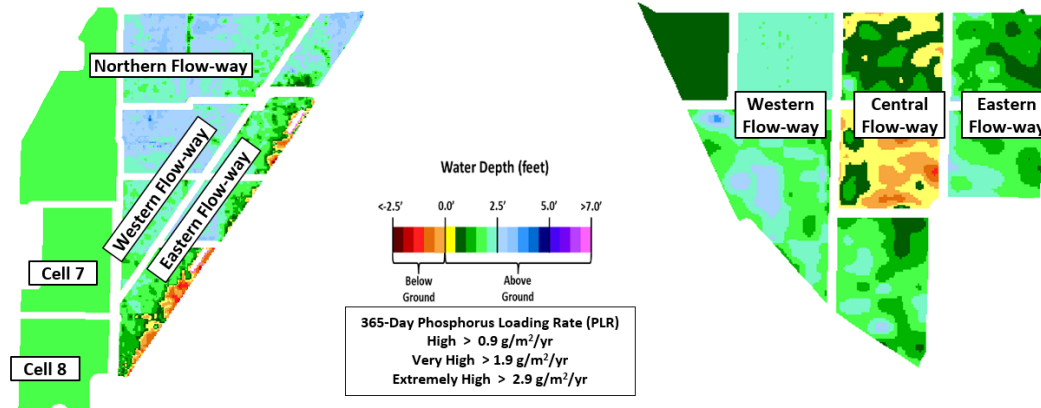 Northern Flow-way
Western Flow-way
Eastern Flow-way
Cell 7
Cell 8
Water Depth (feet)
<-2.5' 0.0' 2.5' 5.0' >7.0'
Below
Ground
Above
Ground
365-Day Phosphorus Loading Rate (PLR)
High > 0.9 g/m²/yr
Very High > 1.9 g/m²/yr
Extremely High > 2.9 g/m²/yr
Western
Flow-way
Central
Flow-way
Eastern
Flow-way